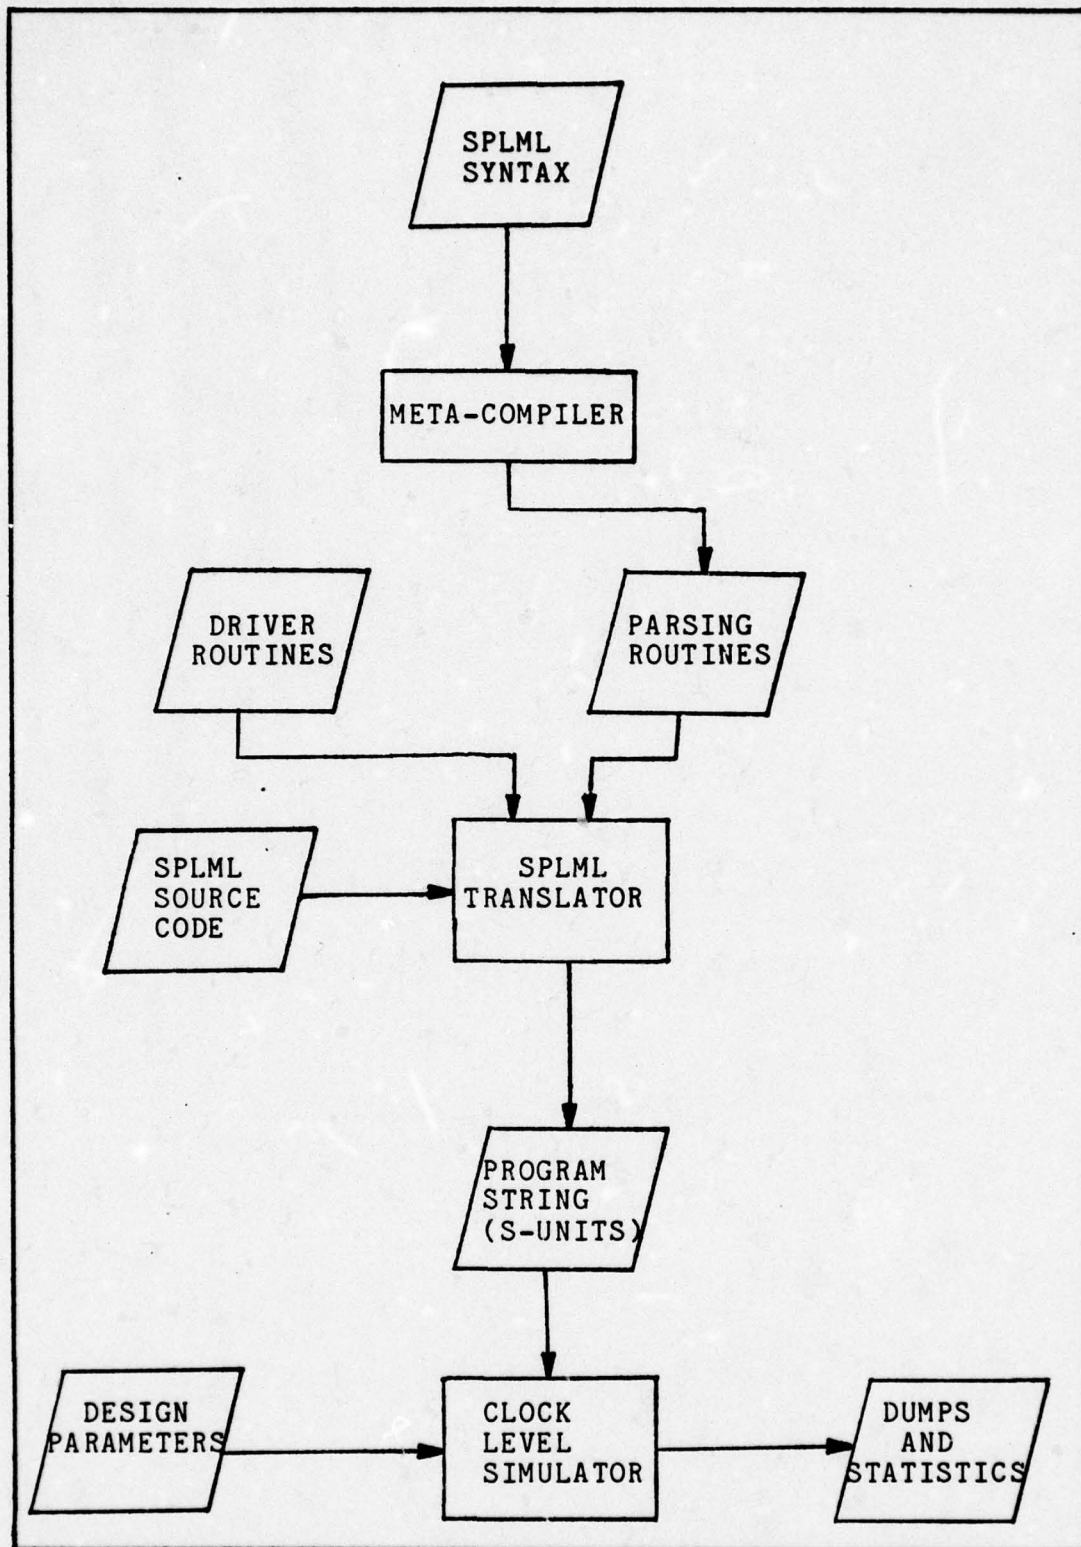 SPLML
SYNTAX
META-COMPILER
DRIVER
ROUTINES
PARSING
ROUTINES
SPLML
SOURCE
CODE
SPLML
TRANSLATOR
PROGRAM
STRING
(S-UNITS)
DESIGN
PARAMETERS
CLOCK
LEVEL
SIMULATOR
DUMPS
AND
STATISTICS